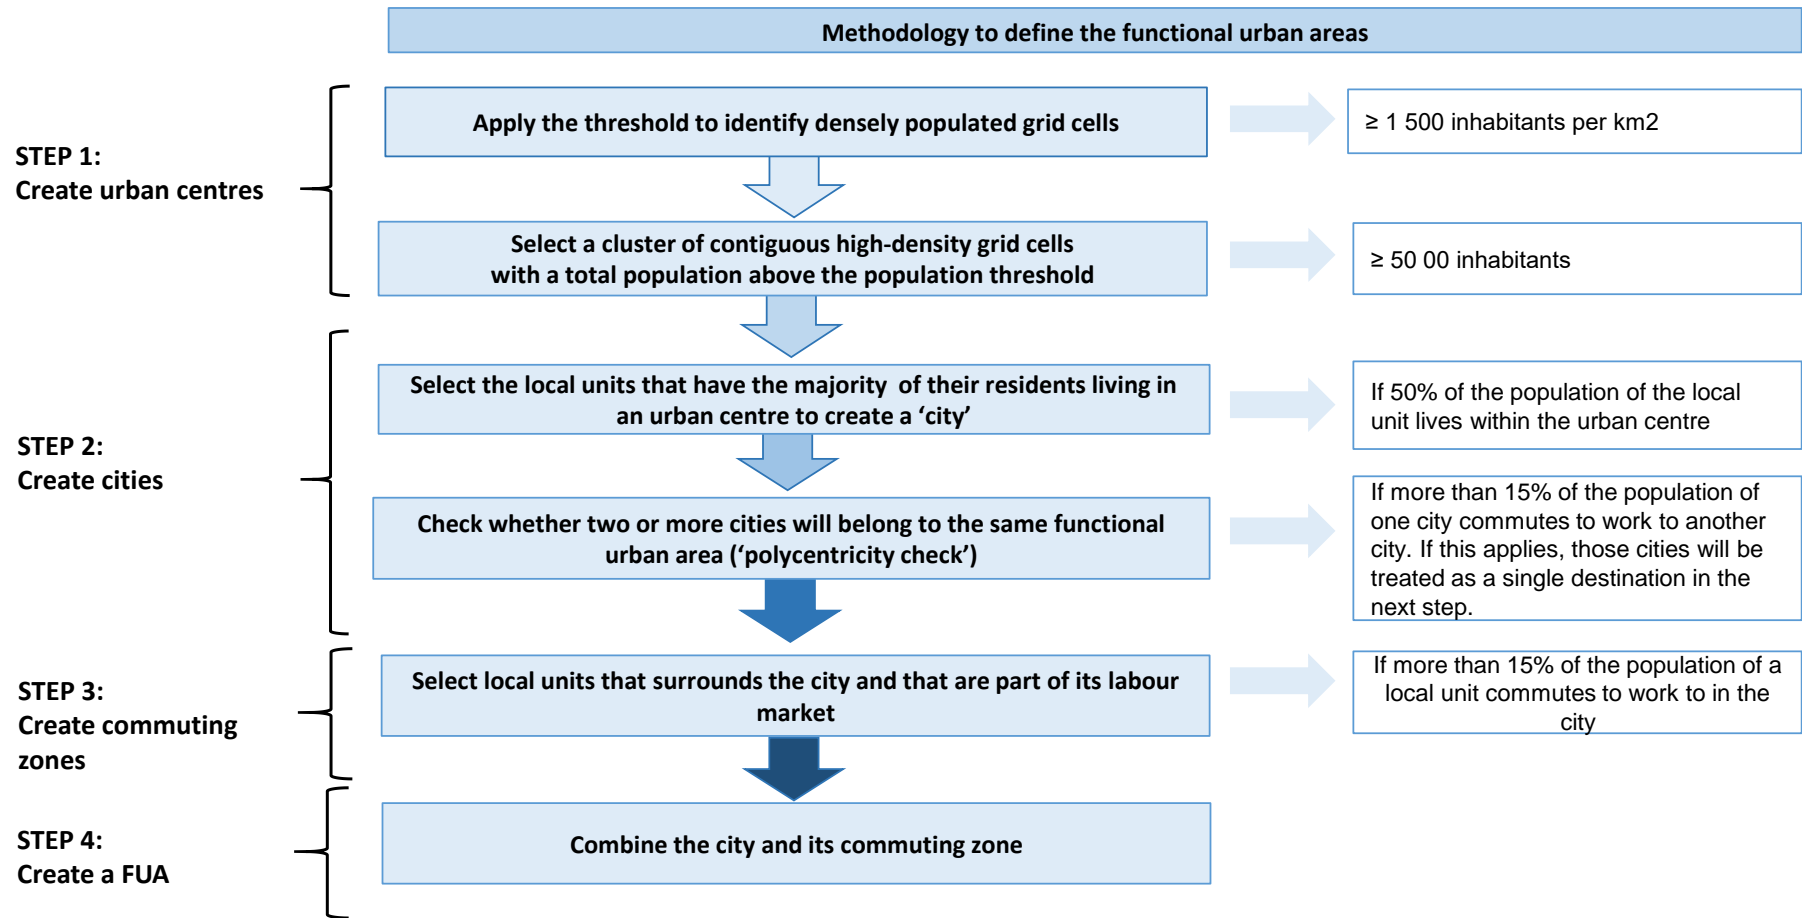 Methodology to define the functional urban areas
STEP 1:
Create urban centres
Apply the threshold to identify densely populated grid cells
≥ 1 500 inhabitants per km2
Select a cluster of contiguous high-density grid cells
with a total population above the population threshold
≥ 50 00 inhabitants
STEP 2:
Create cities
Select the local units that have the majority of their residents living in
an urban centre to create a ‘city’
If 50% of the population of the local
unit lives within the urban centre
Check whether two or more cities will belong to the same functional
urban area (‘polycentricity check’)
If more than 15% of the population of
one city commutes to work to another
city. If this applies, those cities will be
treated as a single destination in the
next step.
STEP 3:
Create commuting
zones
Select local units that surrounds the city and that are part of its labour
market
If more than 15% of the population of a
local unit commutes to work to in the
city
STEP 4:
Create a FUA
Combine the city and its commuting zone